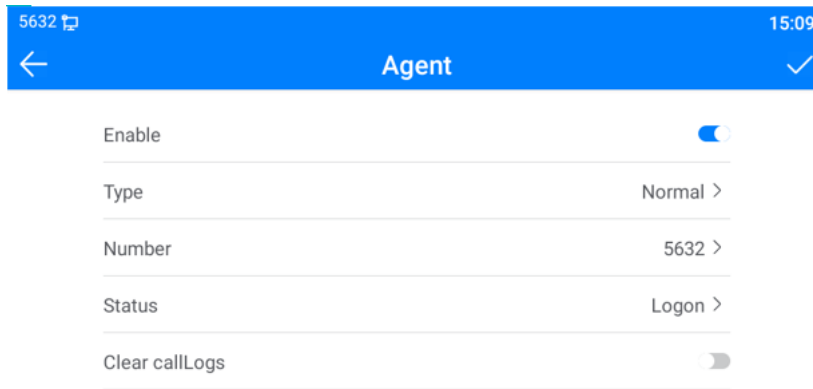 5632 15:09
Agent
Enable
Type Normal
Number 5632
Status Logon
Clear callLogs